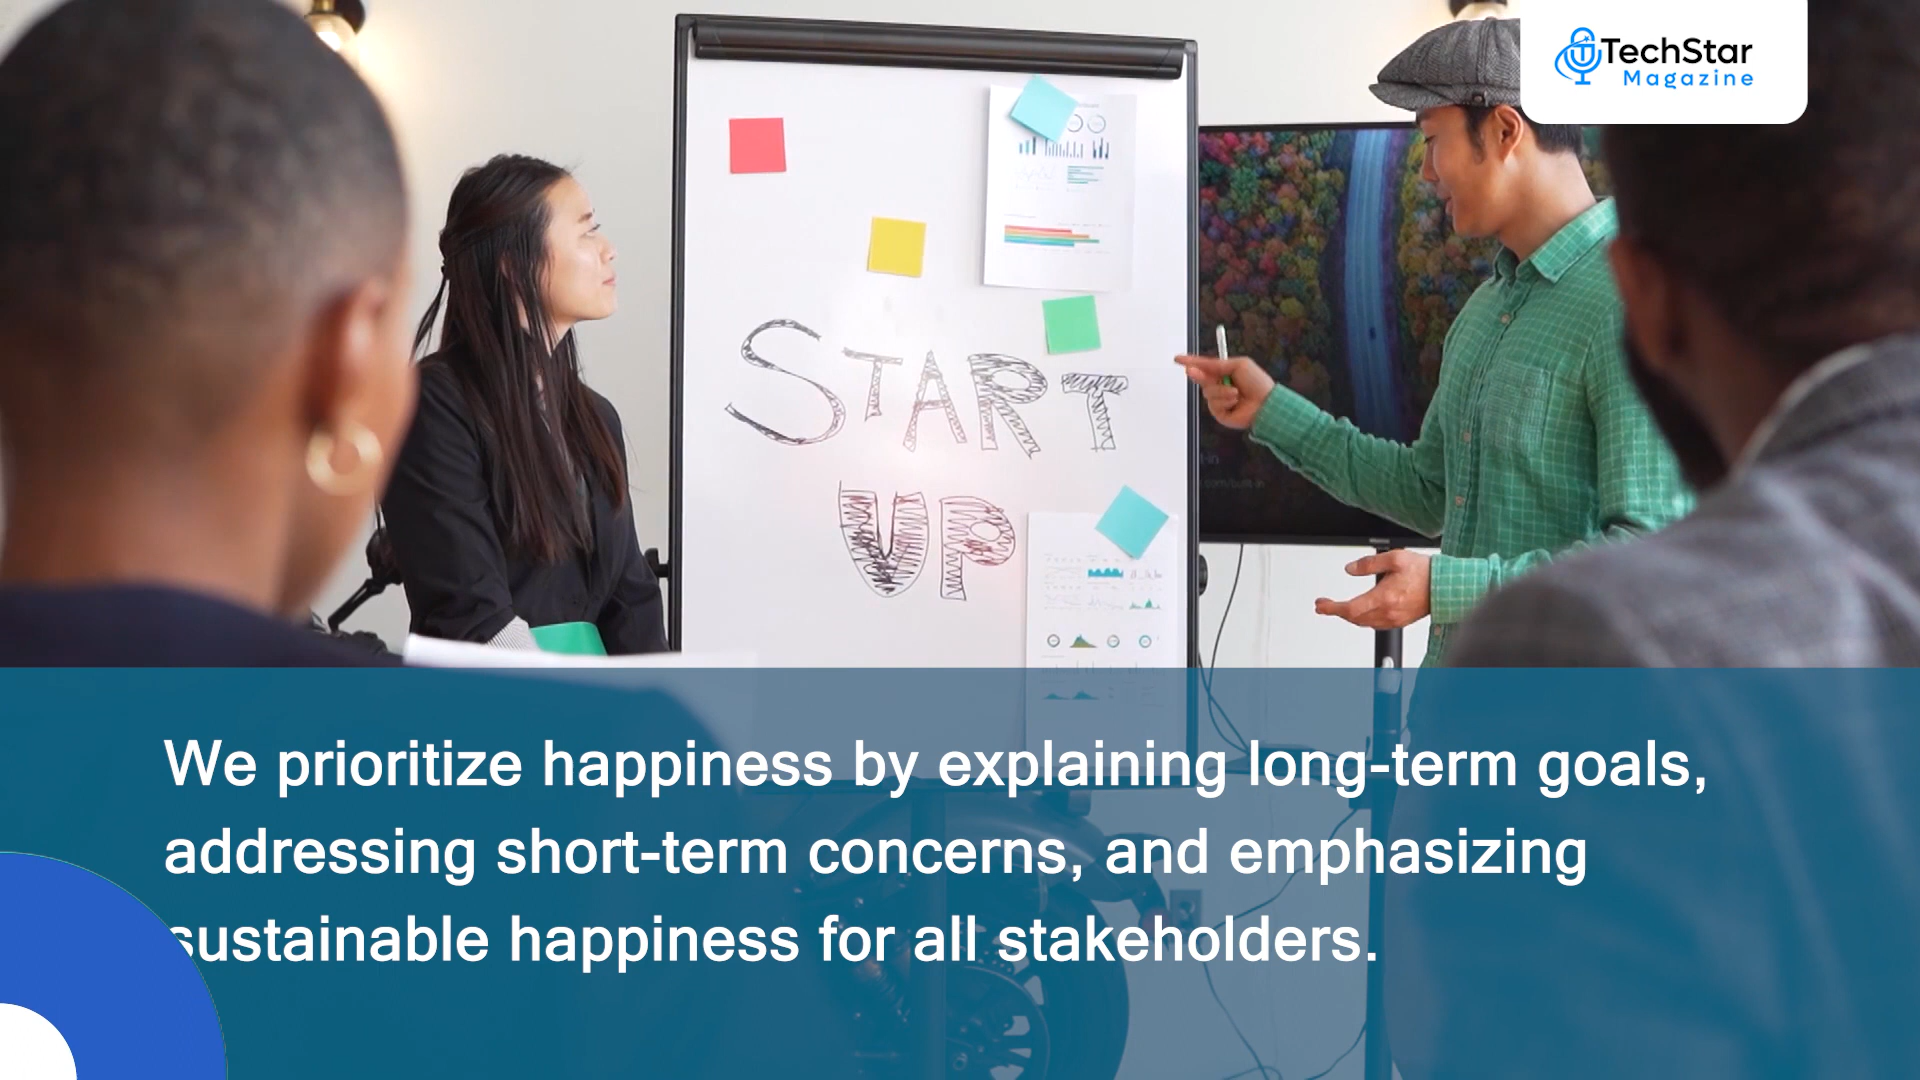 TechStar
Magazine
START
UP
We prioritize happiness by explaining long-term goals,
addressing short-term concerns, and emphasizing
sustainable happiness for all stakeholders.